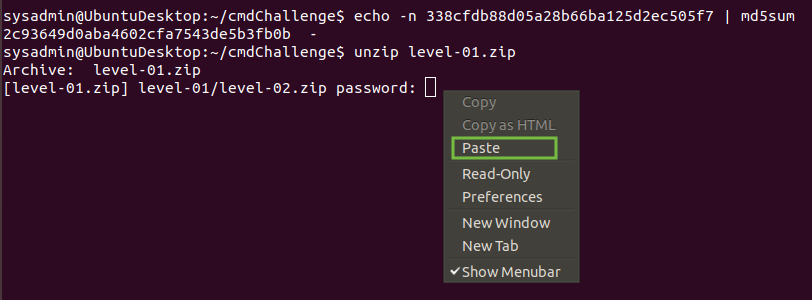 sysadmin@UbuntuDesktop:~/cmdChallenge$ echo -n 338cfdb88d05a28b66ba125d2ec505f7 | md5sum
2c93649d0aba4602cfa7543de5b3fb0b  -
sysadmin@UbuntuDesktop:~/cmdChallenge$ unzip level-01.zip
Archive:  level-01.zip
[level-01.zip] level-01/level-02.zip password:
Copy
Copy as HTML
Paste
Read-Only
Preferences
New Window
New Tab
Show Menubar